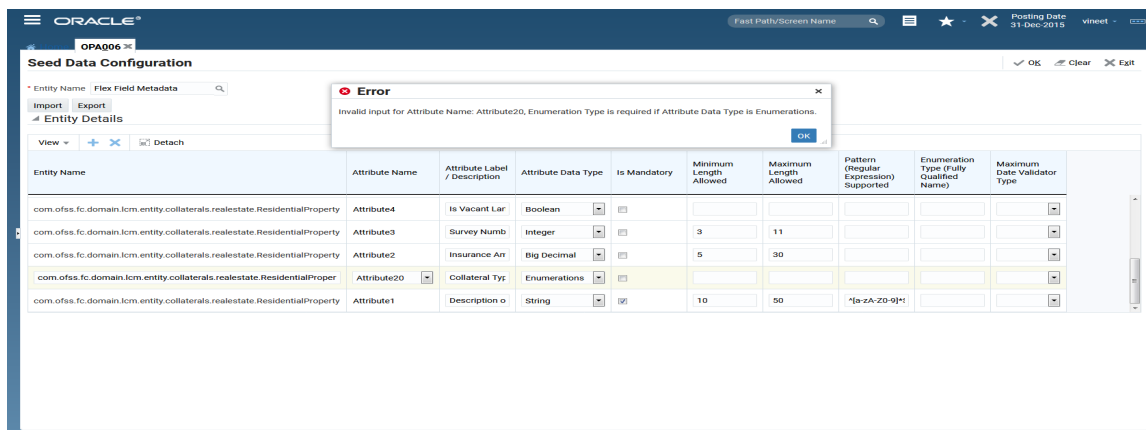 ORACLE®
Fast Path/Screen Name
Posting Date
31-Dec-2015
vineet
OPA006
Seed Data Configuration
OK Clear Exit
* Entity Name Flex Field Metadata
Import Export
Entity Details
Error
Invalid input for Attribute Name: Attribute20, Enumeration Type is required if Attribute Data Type is Enumerations.
OK
View Detach
Entity Name Attribute Name Attribute Label / Description Attribute Data Type Is Mandatory Minimum Length Allowed Maximum Length Allowed Pattern (Regular Expression) Supported Enumeration Type (Fully Qualified Name) Maximum Date Validator Type
com.ofss.fc.domain.lcm.entity.collaterals.realestate.ResidentialProperty Attribute4 Is Vacant Lar Boolean
com.ofss.fc.domain.lcm.entity.collaterals.realestate.ResidentialProperty Attribute3 Survey Numb Integer 3 11
com.ofss.fc.domain.lcm.entity.collaterals.realestate.ResidentialProperty Attribute2 Insurance Am Big Decimal 5 30
com.ofss.fc.domain.lcm.entity.collaterals.realestate.ResidentialProper Attribute20 Collateral Typ Enumerations
com.ofss.fc.domain.lcm.entity.collaterals.realestate.ResidentialProperty Attribute1 Description o String 10 50 ^[a-zA-Z0-9]*